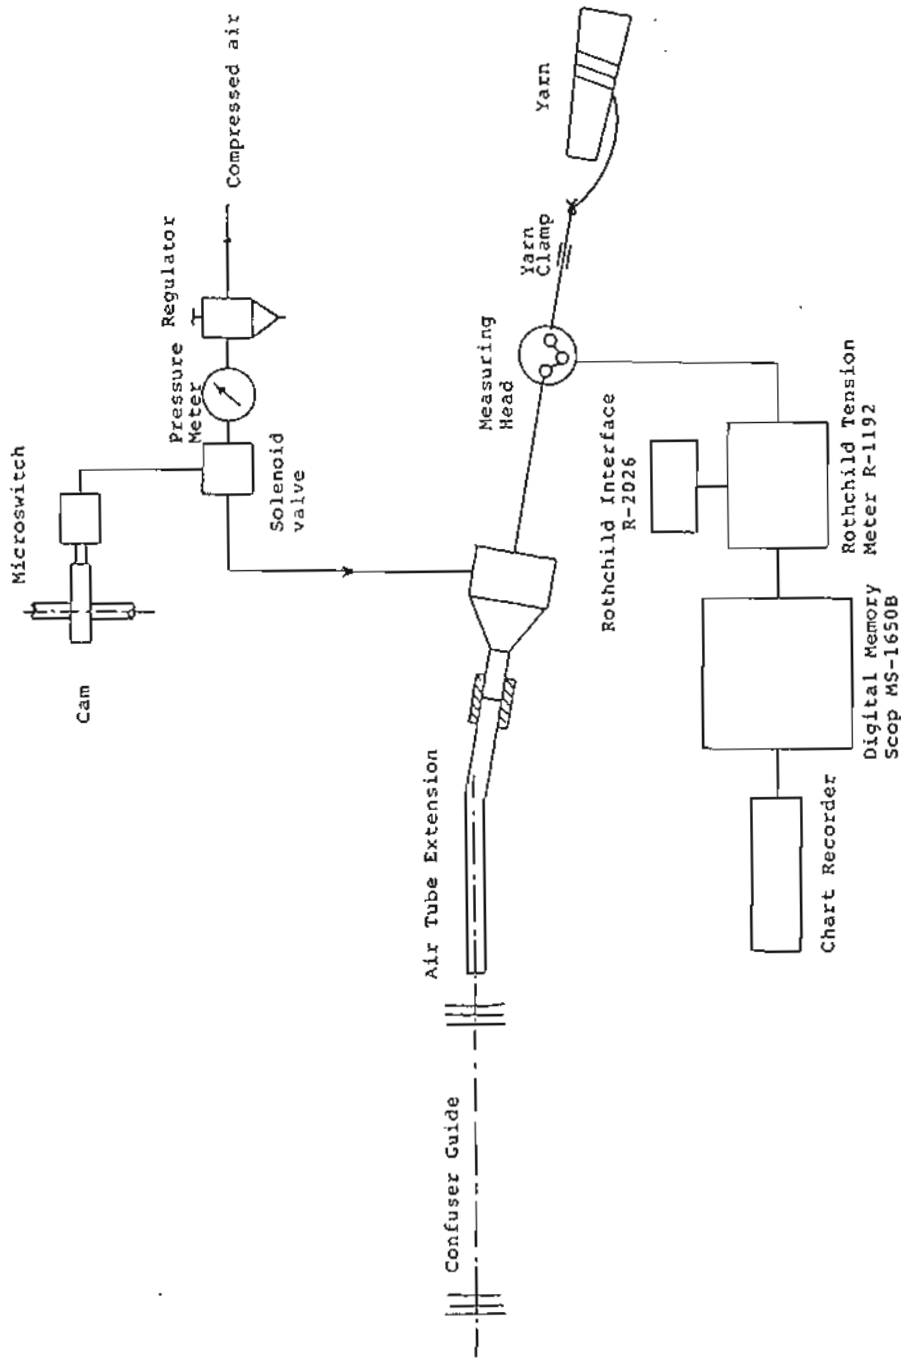 Microswitch
Cam
Pressure
Meter
Regulator
Compressed air
Solenoid
valve
Air Tube Extension
Confuser Guide
Measuring
Head
Yarn
Clamp
Yarn
Rothchild Interface
R-2026
Rothchild Tension
Meter R-1192
Digital Memory
Scop MS-1650B
Chart Recorder